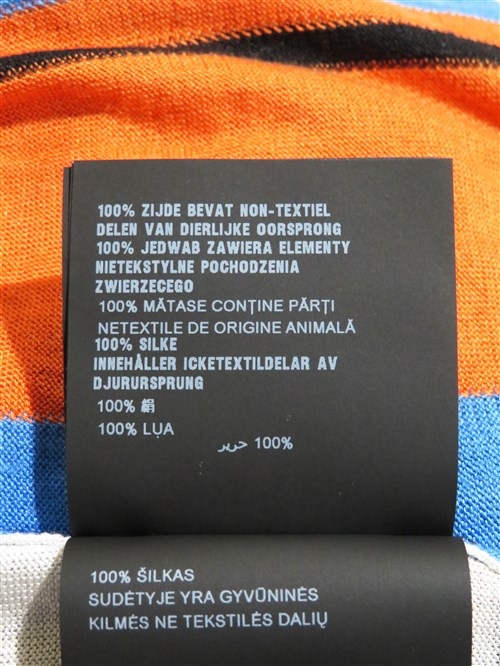 100% ZIJDE BEVAT NON-TEXTIEL
DELEN VAN DIERLIJKE OORSPRONG
100% JEDWAB ZAWIERA ELEMENTY
NIETEKSTYLNE POCHODZENIA
ZWIERZECEGO
100% MĂTASE CONȚINE PĂRȚI
NETEXTILE DE ORIGINE ANIMALĂ
100% SILKE
INNEHÅLLER ICKETEXTILDELAR AV
DJURURSPRUNG
100% 絹
100% LỤA
100% حرير
100% ŠILKAS
SUDĖTYJE YRA GYVŪNINĖS
KILMĖS NE TEKSTILĖS DALIŲ